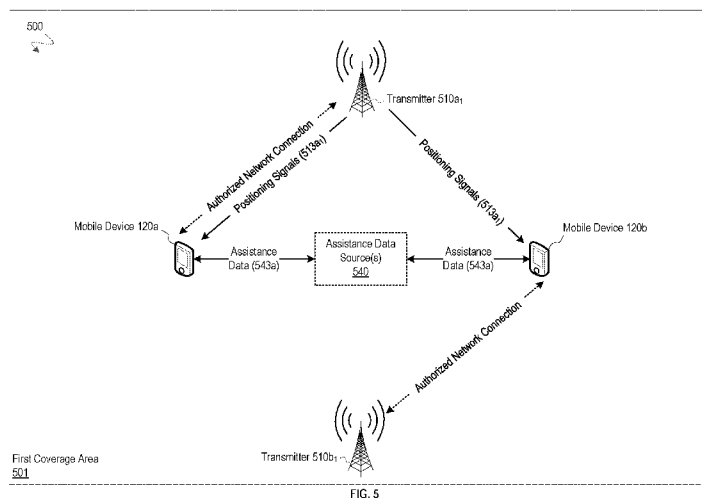 500
Transmitter 510a₁
Authorized Network Connection
Positioning Signals (513a₁)
Positioning Signals (513a₁)
Mobile Device 120a
Mobile Device 120b
Assistance
Data (543a)
Assistance Data
Source(s)
540
Assistance
Data (543a)
Authorized Network Connection
Transmitter 510b₁
First Coverage Area
501
FIG. 5